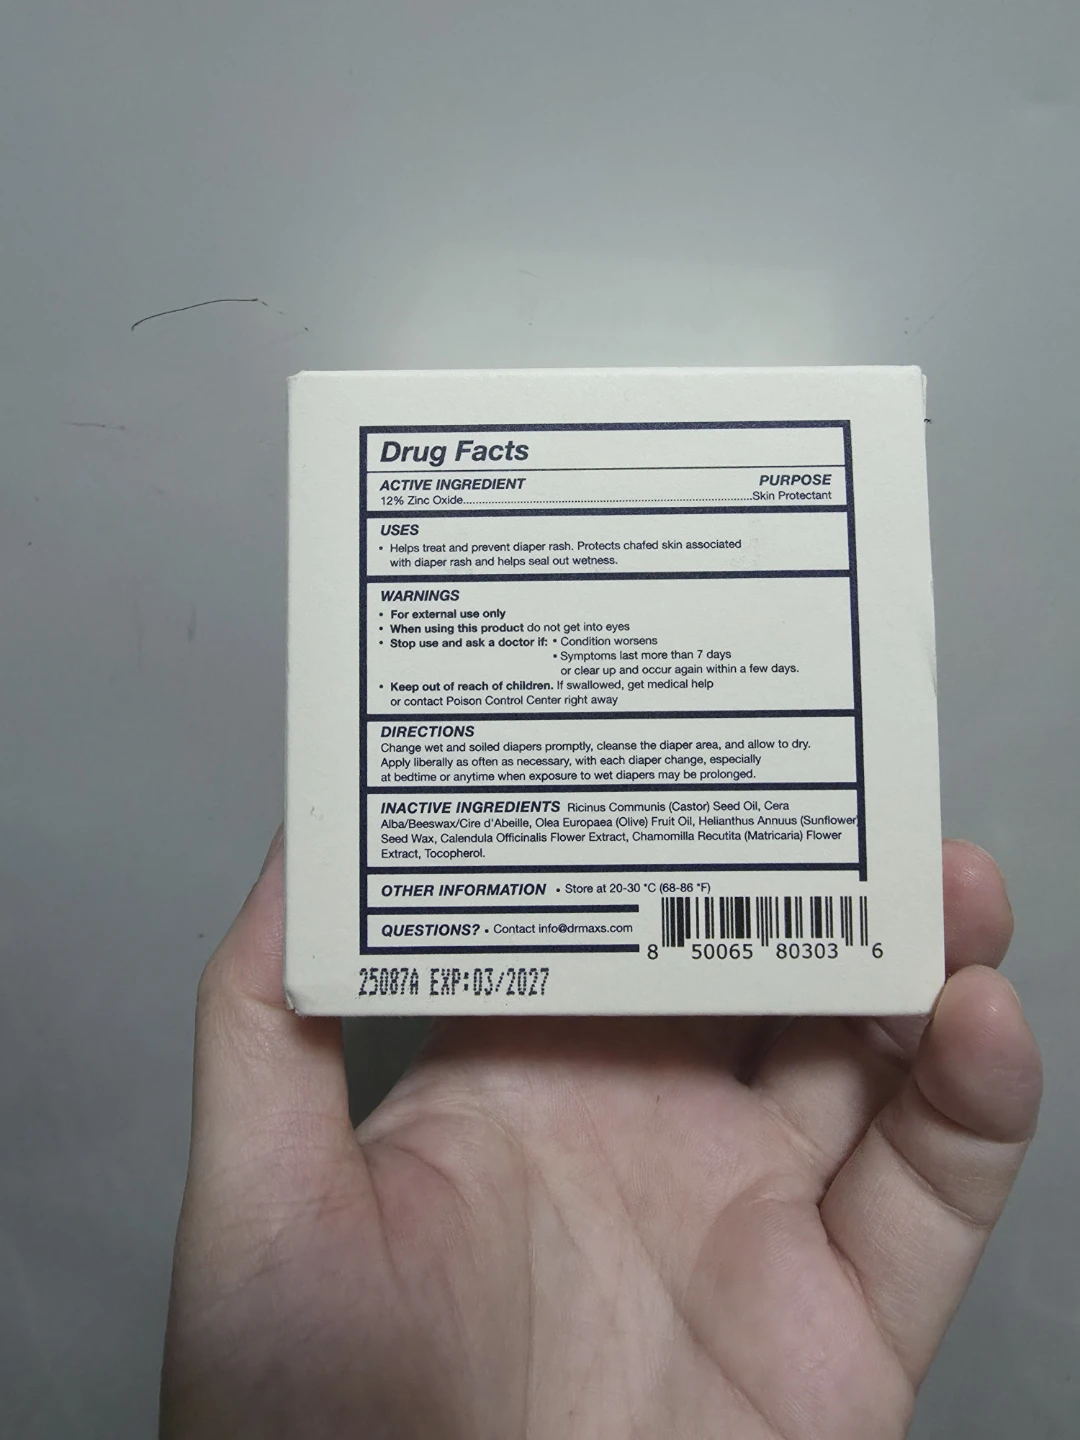 Drug Facts
ACTIVE INGREDIENT PURPOSE
12% Zinc Oxide........................................................................Skin Protectant
USES
• Helps treat and prevent diaper rash. Protects chafed skin associated
with diaper rash and helps seal out wetness.
WARNINGS
• For external use only
• When using this product do not get into eyes
• Stop use and ask a doctor if: • Condition worsens
• Symptoms last more than 7 days
or clear up and occur again within a few days.
• Keep out of reach of children. If swallowed, get medical help
or contact Poison Control Center right away
DIRECTIONS
Change wet and soiled diapers promptly, cleanse the diaper area, and allow to dry.
Apply liberally as often as necessary, with each diaper change, especially
at bedtime or anytime when exposure to wet diapers may be prolonged.
INACTIVE INGREDIENTS Ricinus Communis (Castor) Seed Oil, Cera
Alba/Beeswax/Cire d'Abeille, Olea Europaea (Olive) Fruit Oil, Helianthus Annuus (Sunflower)
Seed Wax, Calendula Officinalis Flower Extract, Chamomilla Recutita (Matricaria) Flower
Extract, Tocopherol.
OTHER INFORMATION • Store at 20-30 °C (68-86 °F)
QUESTIONS? • Contact info@drmaxs.com
8 50065 80303 6
25087A EXP:03/2027